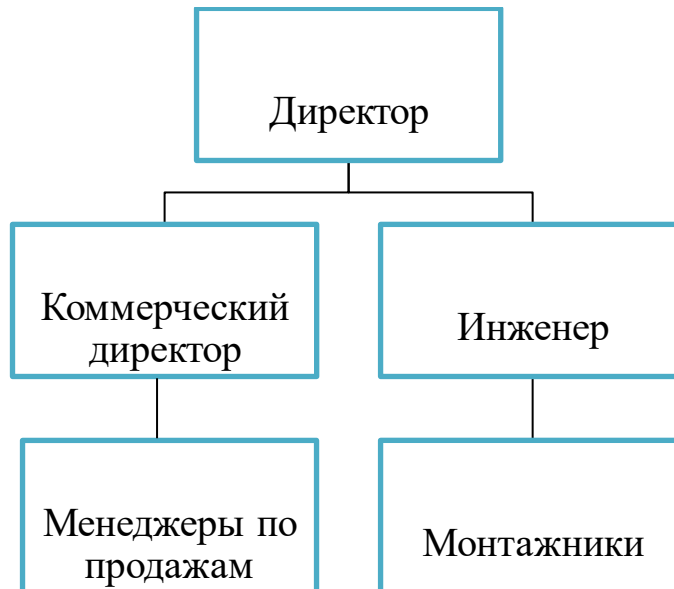 Директор
Коммерческий
директор
Инженер
Менеджеры по
продажам
Монтажники